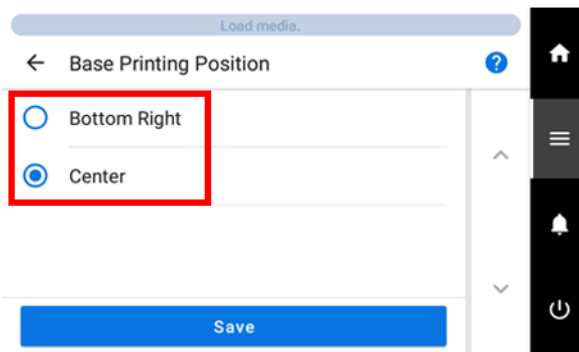 Load media.
Base Printing Position
?
Bottom Right
Center
Save